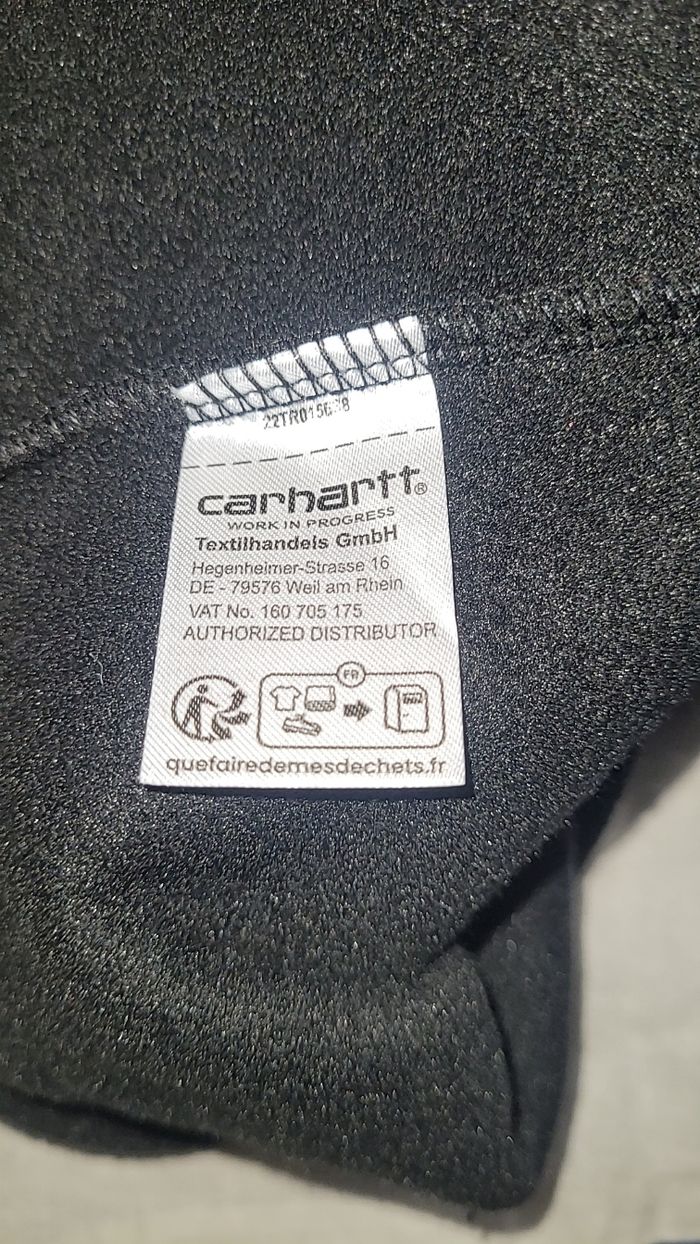 carhartt®
WORK IN PROGRESS
Textilhandels GmbH
Hegenheimer-Strasse 16
DE - 79576 Weil am Rhein
VAT No. 160 705 175
AUTHORIZED DISTRIBUTOR
FR
quefairedemesdechets.fr